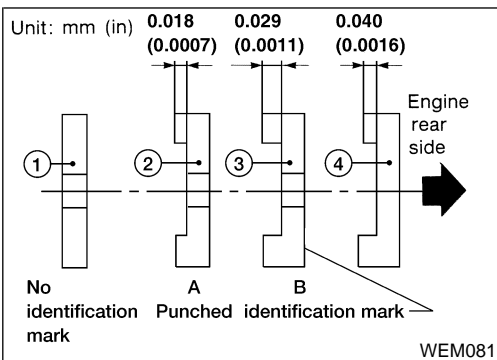 Unit: mm (in)
0.018 0.029 0.040
(0.0007) (0.0011) (0.0016)
Engine
rear
side
1 2 3 4
No
identification
mark
A B
Punched identification mark
WEM081